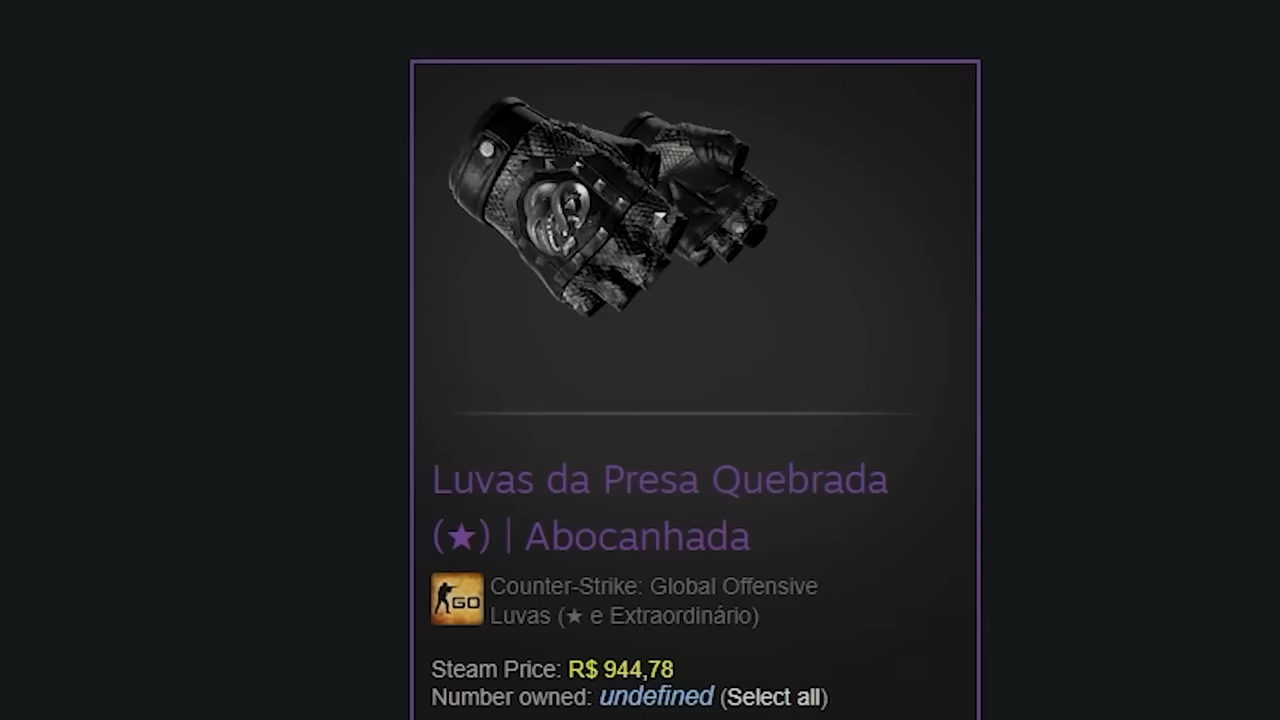 Luvas da Presa Quebrada
(★) | Abocanhada
GO
Counter-Strike: Global Offensive
Luvas (★ e Extraordinário)
Steam Price: R$ 944,78
Number owned: undefined (Select all)